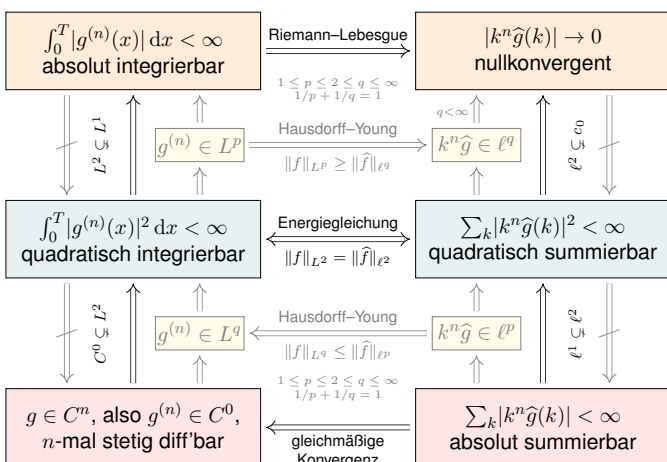 ∫₀ᵀ|g⁽ⁿ⁾(x)| dx < ∞
absolut integrierbar
Riemann–Lebesgue
|kⁿĝ(k)| → 0
nullkonvergent
1 ≤ p ≤ 2 ≤ q ≤ ∞
1/p + 1/q = 1
q<∞
L² ⊊ L¹
g⁽ⁿ⁾ ∈ Lᵖ
Hausdorff–Young
‖f‖_{Lᵖ} ≥ ‖f̂‖_{ℓ^q}
kⁿĝ ∈ ℓ^q
ℓ² ⊊ c₀
∫₀ᵀ|g⁽ⁿ⁾(x)|² dx < ∞
quadratisch integrierbar
Energiegleichung
‖f‖_{L²} = ‖f̂‖_{ℓ²}
∑ₖ|kⁿĝ(k)|² < ∞
quadratisch summierbar
C⁰ ⊊ L²
g⁽ⁿ⁾ ∈ L^q
Hausdorff–Young
‖f‖_{L^q} ≤ ‖f̂‖_{ℓᵖ}
kⁿĝ ∈ ℓᵖ
ℓ¹ ⊊ ℓ²
1 ≤ p ≤ 2 ≤ q ≤ ∞
1/p + 1/q = 1
g ∈ Cⁿ, also g⁽ⁿ⁾ ∈ C⁰,
n-mal stetig diff'bar
gleichmäßige
Konvergenz
∑ₖ|kⁿĝ(k)| < ∞
absolut summierbar